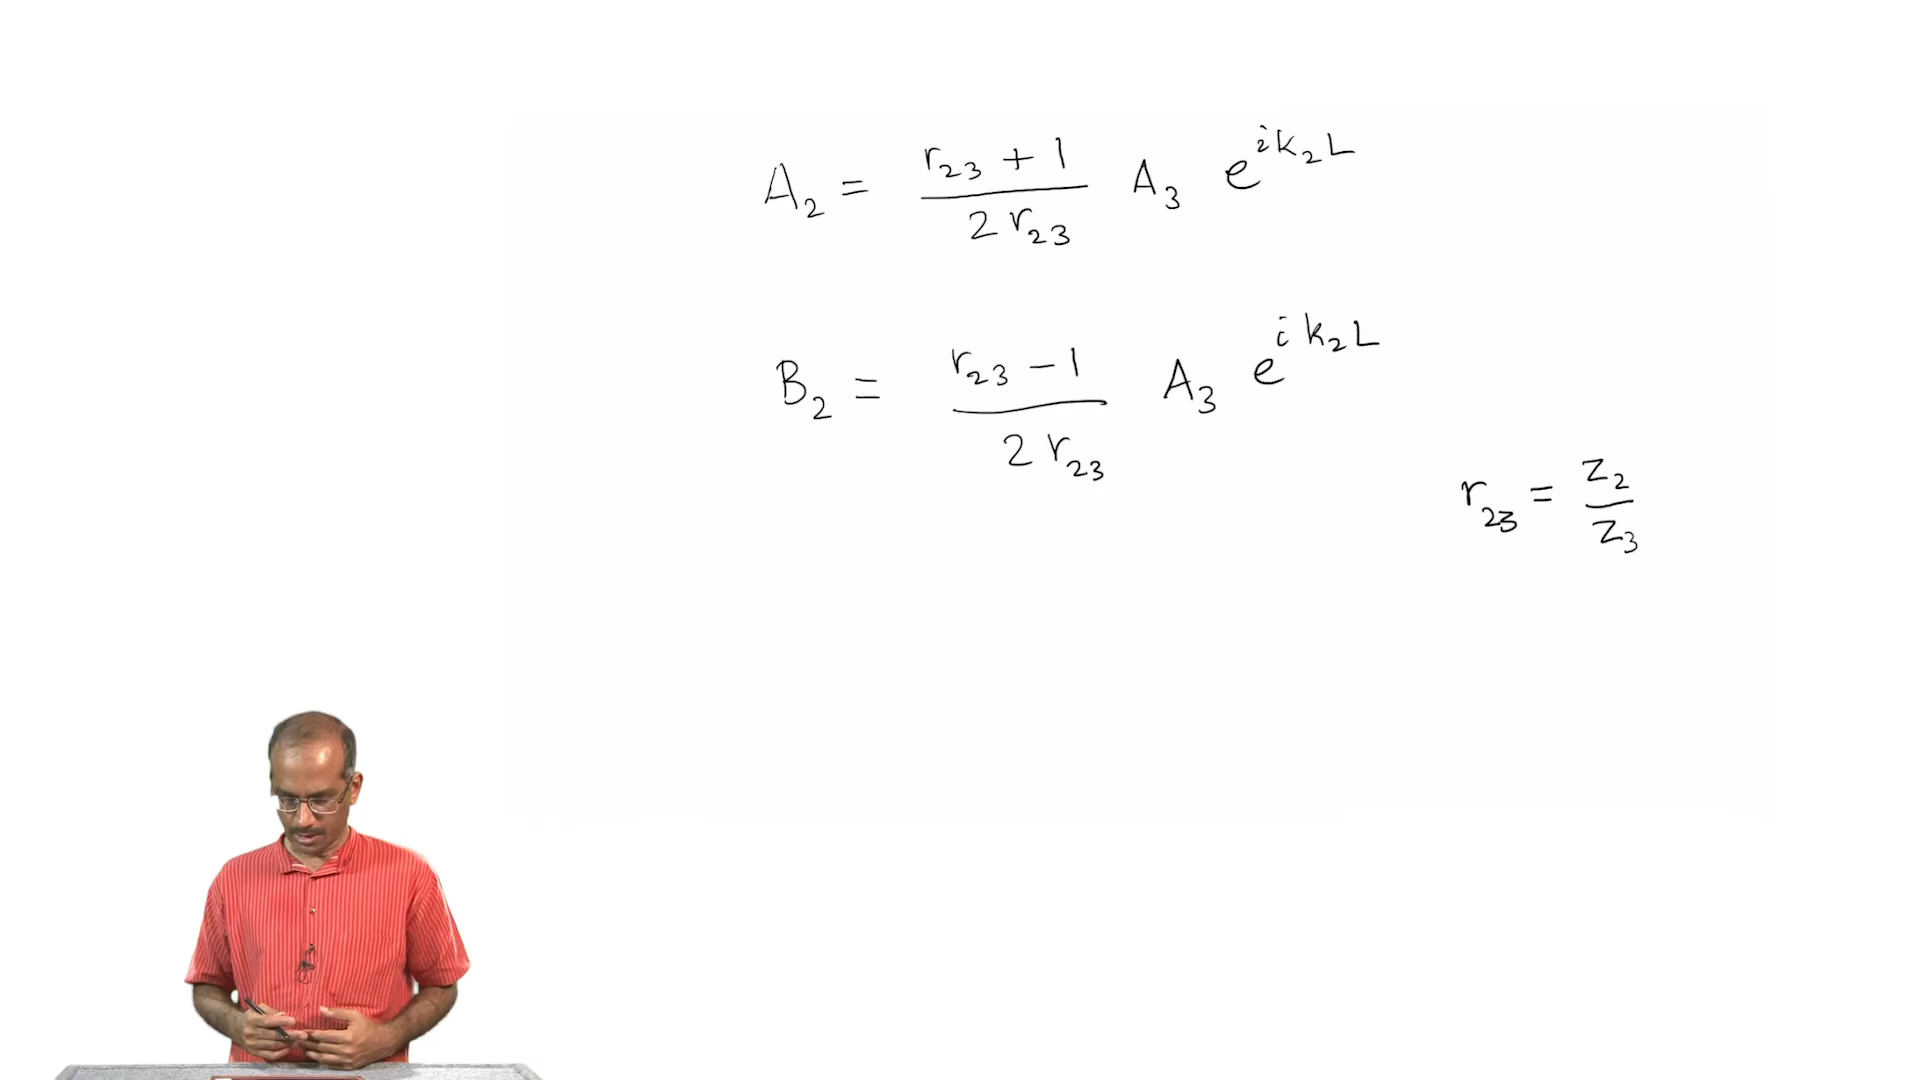 A₂ = (r₂₃ + 1) / (2 r₂₃) A₃ e^{ik₂L}
B₂ = (r₂₃ − 1) / (2 r₂₃) A₃ e^{ik₂L}
r₂₃ = z₂ / z₃